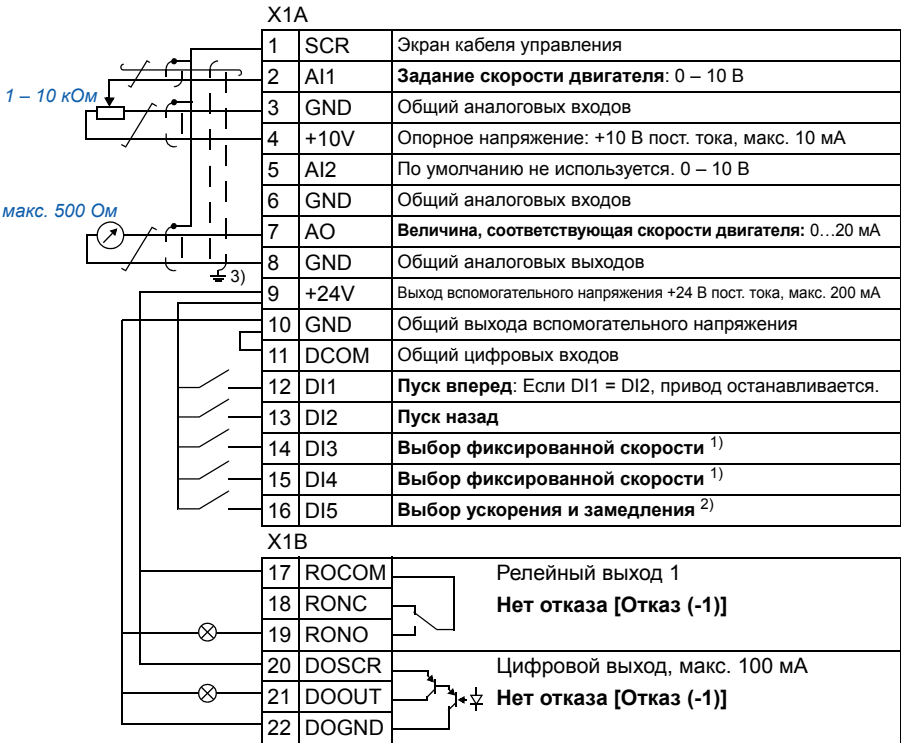 X1A
1 SCR Экран кабеля управления
2 AI1 Задание скорости двигателя: 0 – 10 В
1 – 10 кОм
3 GND Общий аналоговых входов
4 +10V Опорное напряжение: +10 В пост. тока, макс. 10 мА
5 AI2 По умолчанию не используется. 0 – 10 В
6 GND Общий аналоговых входов
макс. 500 Ом
7 AO Величина, соответствующая скорости двигателя: 0…20 мА
8 GND Общий аналоговых выходов
3)
9 +24V Выход вспомогательного напряжения +24 В пост. тока, макс. 200 мА
10 GND Общий выхода вспомогательного напряжения
11 DCOM Общий цифровых входов
12 DI1 Пуск вперед: Если DI1 = DI2, привод останавливается.
13 DI2 Пуск назад
14 DI3 Выбор фиксированной скорости 1)
15 DI4 Выбор фиксированной скорости 1)
16 DI5 Выбор ускорения и замедления 2)
X1B
17 ROCOM Релейный выход 1
18 RONC Нет отказа [Отказ (-1)]
19 RONO
20 DOSCR Цифровой выход, макс. 100 мА
21 DOOUT Нет отказа [Отказ (-1)]
22 DOGND